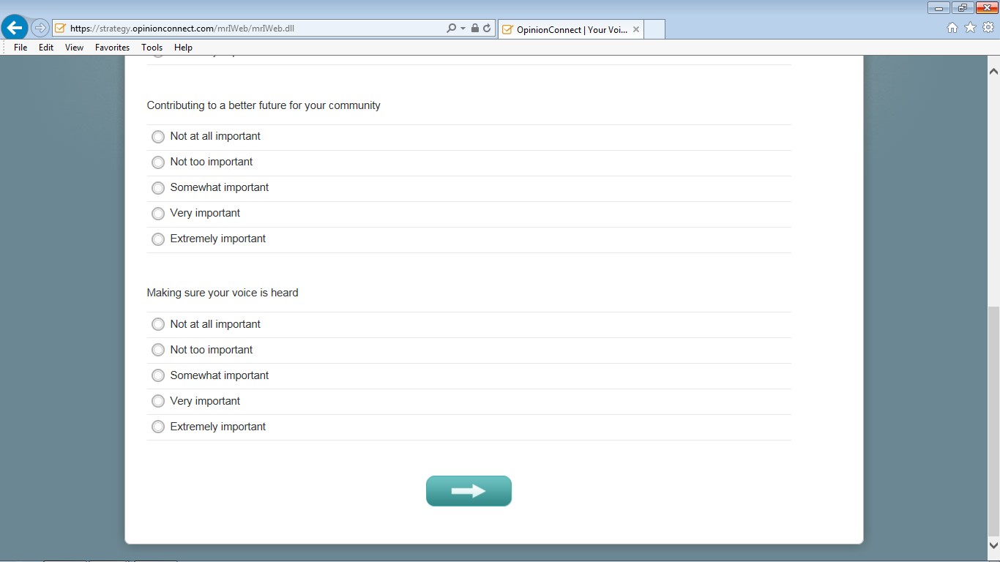 https://strategy.opinionconnect.com/mrIWeb/mrIWeb.dll
OpinionConnect | Your Voi...
File Edit View Favorites Tools Help
Contributing to a better future for your community
Not at all important
Not too important
Somewhat important
Very important
Extremely important
Making sure your voice is heard
Not at all important
Not too important
Somewhat important
Very important
Extremely important